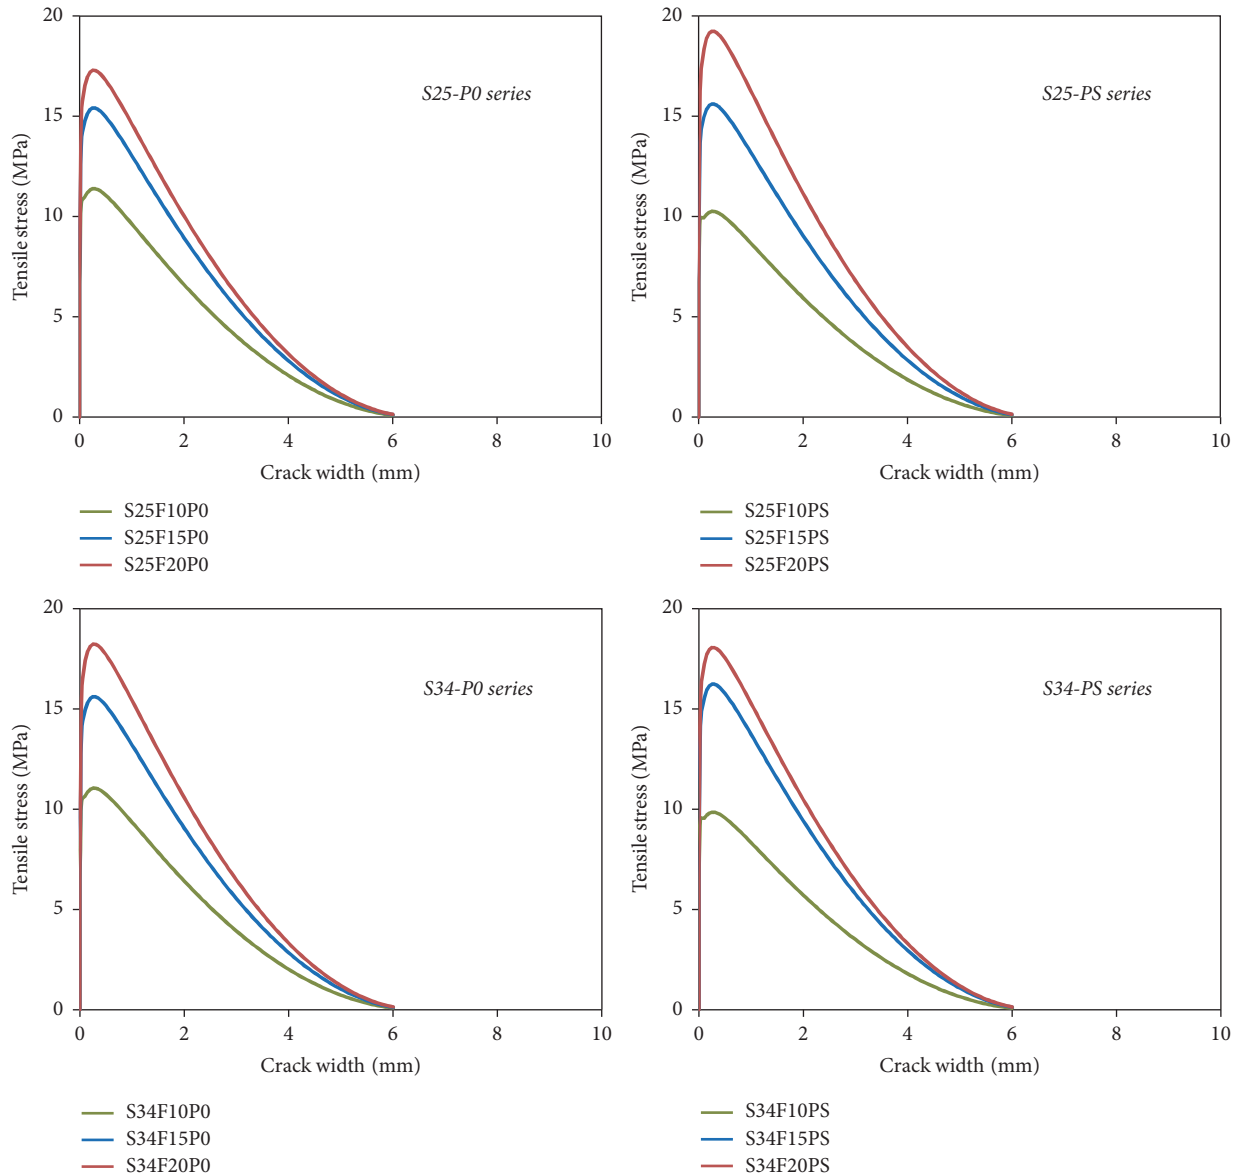 20
15
10
5
0
Tensile stress (MPa)
S25-P0 series
0 2 4 6 8 10
Crack width (mm)
S25F10P0
S25F15P0
S25F20P0
20
15
10
5
0
Tensile stress (MPa)
S25-PS series
0 2 4 6 8 10
Crack width (mm)
S25F10PS
S25F15PS
S25F20PS
20
15
10
5
0
Tensile stress (MPa)
S34-P0 series
0 2 4 6 8 10
Crack width (mm)
S34F10P0
S34F15P0
S34F20P0
20
15
10
5
0
Tensile stress (MPa)
S34-PS series
0 2 4 6 8 10
Crack width (mm)
S34F10PS
S34F15PS
S34F20PS